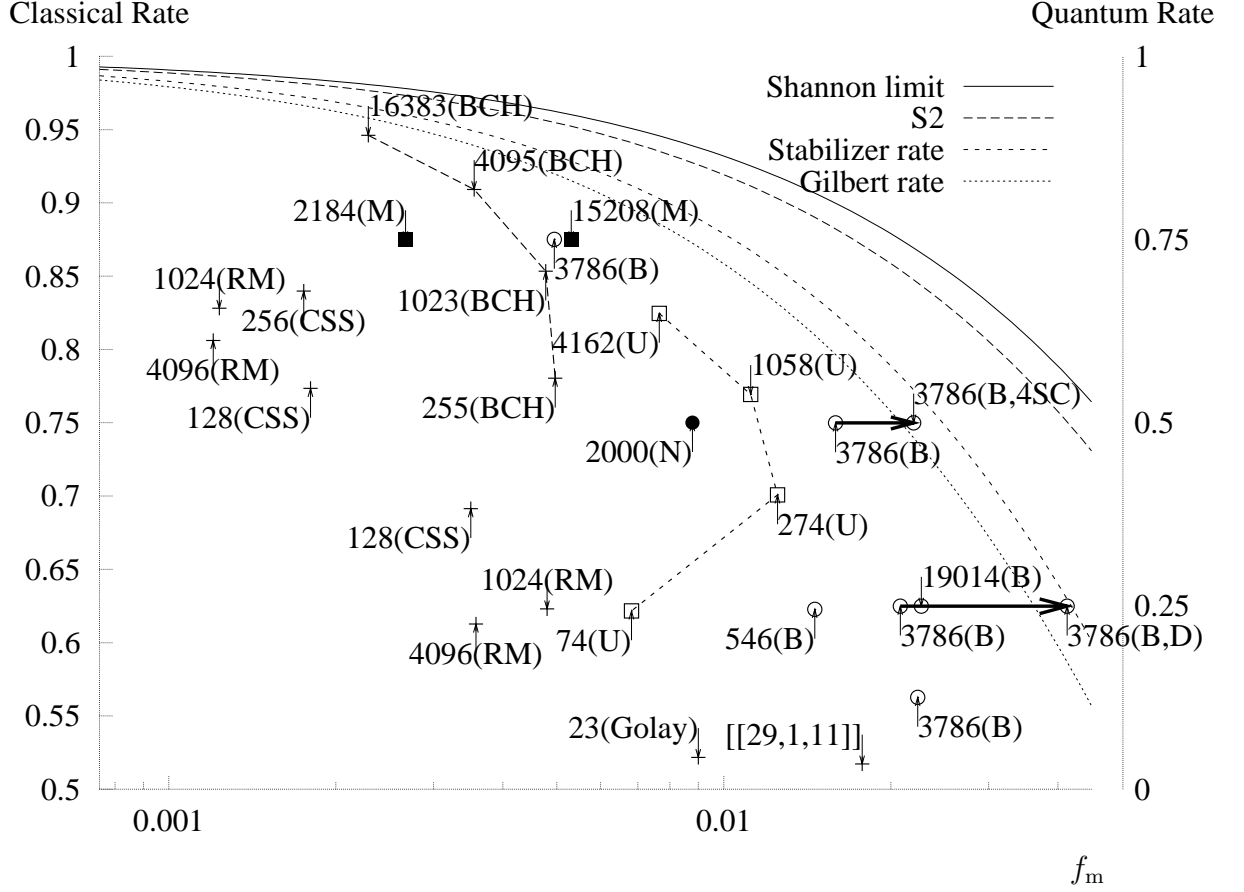 Classical Rate
Quantum Rate
1
1
Shannon limit
16383(BCH)
S2
0.95
4095(BCH)
Stabilizer rate
Gilbert rate
0.9
2184(M)
15208(M)
0.75
3786(B)
0.85
1024(RM)
1023(BCH)
256(CSS)
4162(U)
0.8
4096(RM)
1058(U)
3786(B,4SC)
128(CSS)
255(BCH)
0.75
0.5
2000(N)
3786(B)
0.7
274(U)
128(CSS)
0.65
1024(RM)
19014(B)
0.25
74(U)
546(B)
3786(B)
3786(B,D)
0.6
4096(RM)
0.55
23(Golay)
[[29,1,11]]
3786(B)
0.5
0
0.001
0.01
fm